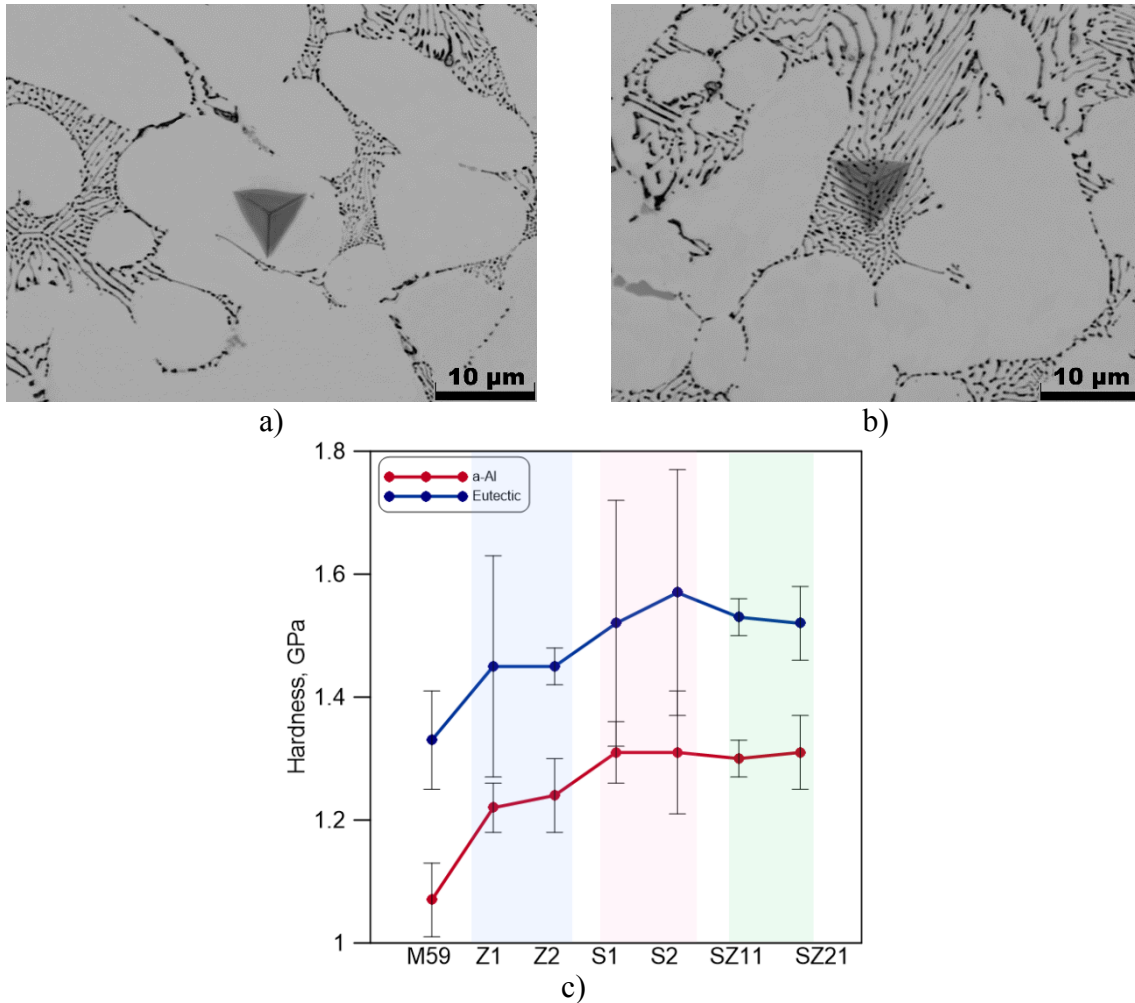 10 µm
10 µm
a)
b)
1.8
a-Al
Eutectic
1.6
1.4
1.2
1
Hardness, GPa
M59 Z1 Z2 S1 S2 SZ11 SZ21
c)